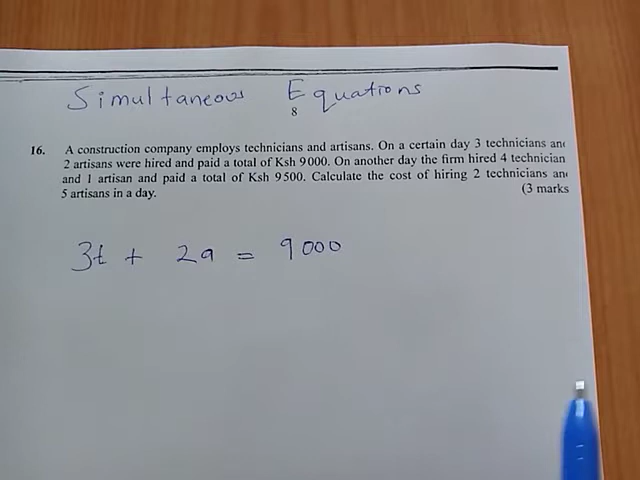 Simultaneous Equations
8
16. A construction company employs technicians and artisans. On a certain day 3 technicians and
2 artisans were hired and paid a total of Ksh 9000. On another day the firm hired 4 technician
and 1 artisan and paid a total of Ksh 9500. Calculate the cost of hiring 2 technicians and
5 artisans in a day. (3 marks
3t + 2a = 9000